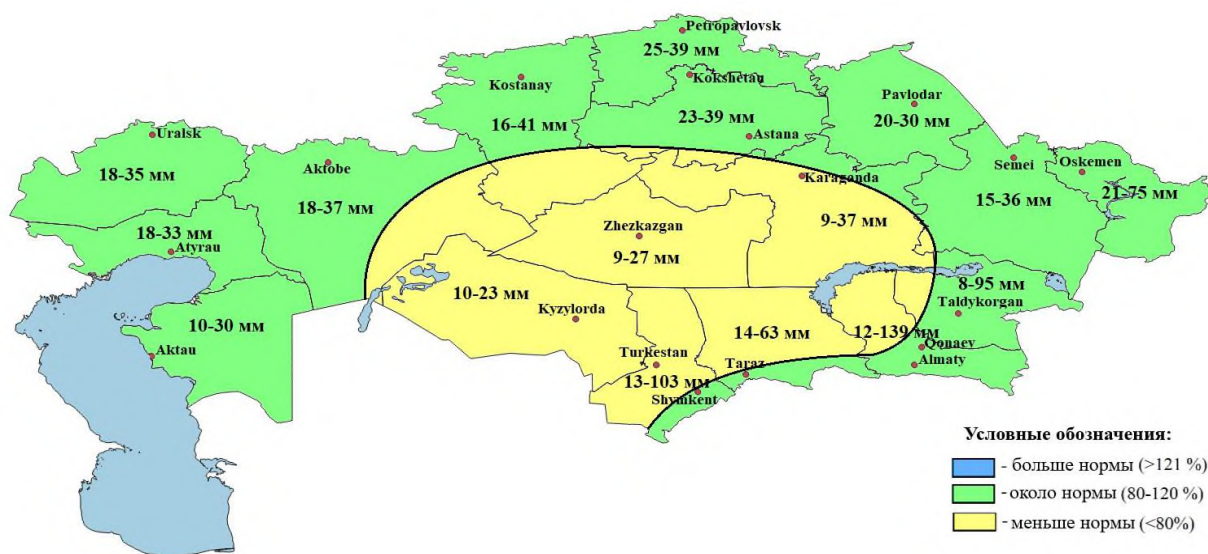 Petropavlovsk
25-39 мм
Kokshetau
Kostanay
16-41 мм
23-39 мм
Astana
Pavlodar
20-30 мм
Uralsk
18-35 мм
Aktobe
18-37 мм
Karaganda
9-37 мм
Semei
15-36 мм
Oskemen
21-75 мм
18-33 мм
Atyrau
Zhezkazgan
9-27 мм
10-23 мм
Kyzylorda
10-30 мм
Aktau
8-95 мм
Taldykorgan
14-63 мм
12-139 мм
Qonaev
Almaty
Turkestan
13-103 мм
Taraz
Shymkent
Условные обозначения:
- больше нормы (>121 %)
- около нормы (80-120 %)
- меньше нормы (<80%)